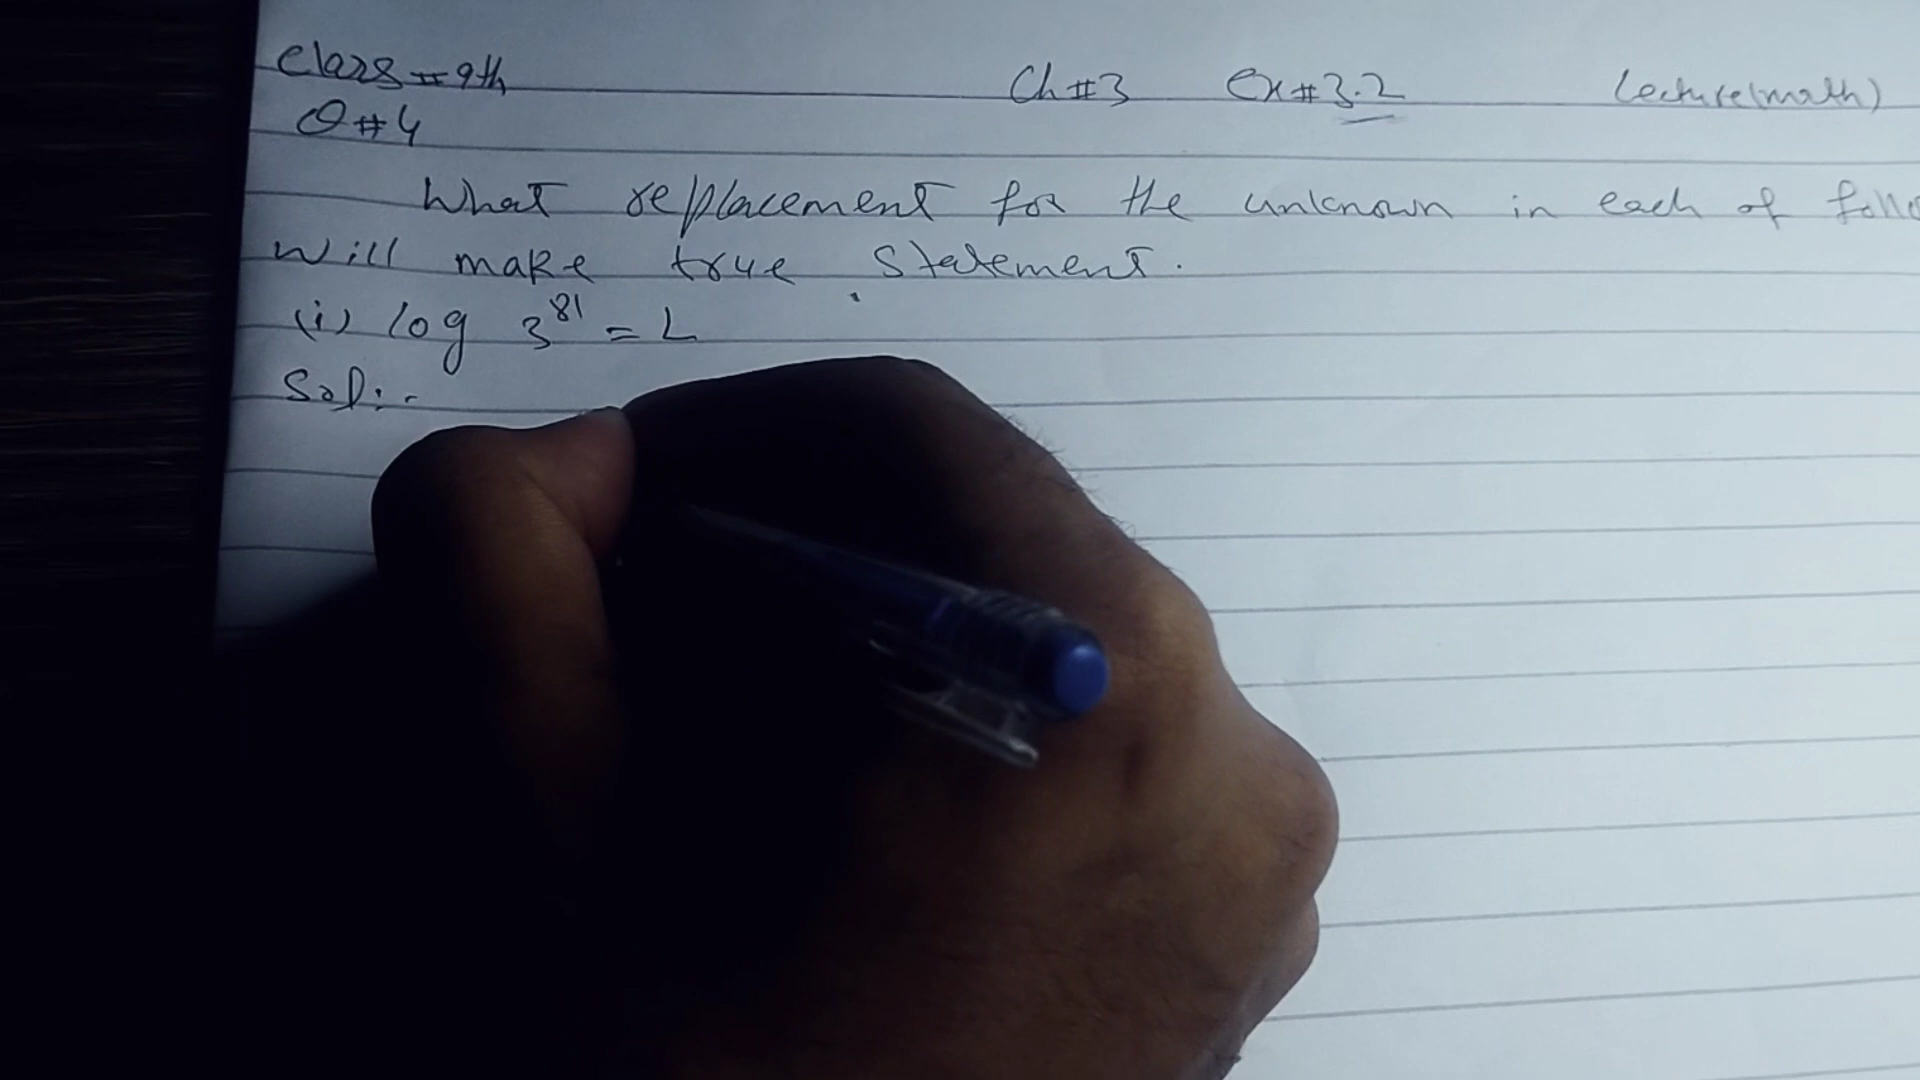 Class #9th Ch #3 Ex #3.2 Lecture(math)
Q #4
What replacement for the unknown in each of follo
will make true statement.
(i) log 3^81 = L
Sol:-